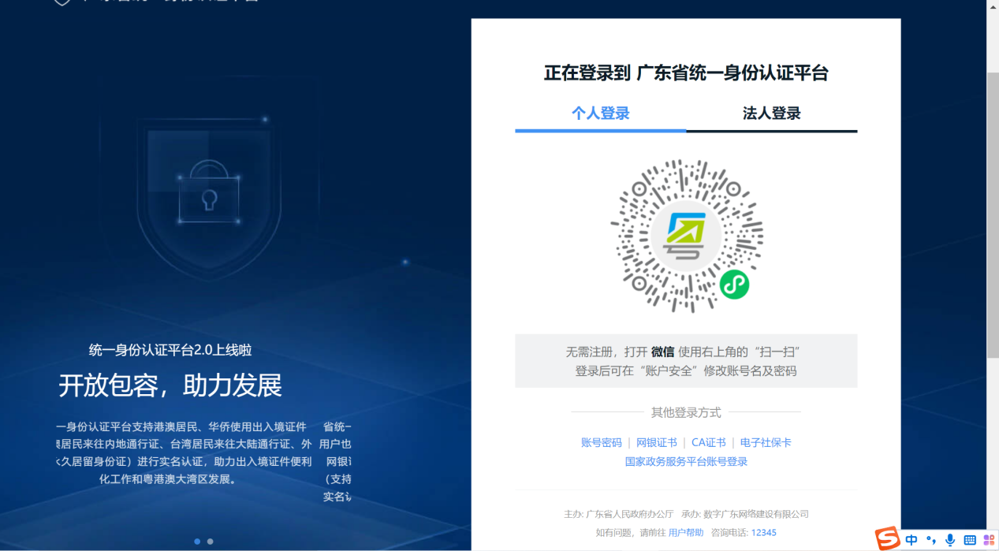 正在登录到 广东省统一身份认证平台
个人登录 法人登录
无需注册，打开 微信 使用右上角的“扫一扫”
登录后可在“账户安全”修改账号名及密码
其他登录方式
账号密码 | 网银证书 | CA证书 | 电子社保卡
国家政务服务平台账号登录
主办: 广东省人民政府办公厅 承办: 数字广东网络建设有限公司
如有问题，请前往 用户帮助 咨询电话: 12345
统一身份认证平台2.0上线啦
开放包容，助力发展
一身份认证平台支持港澳居民、华侨使用出入境证件
居民来往内地通行证、台湾居民来往大陆通行证、外
久居留身份证）进行实名认证，助力出入境证件便利
化工作和粤港澳大湾区发展。
省统一
用户也
网银
（支持
实名
中